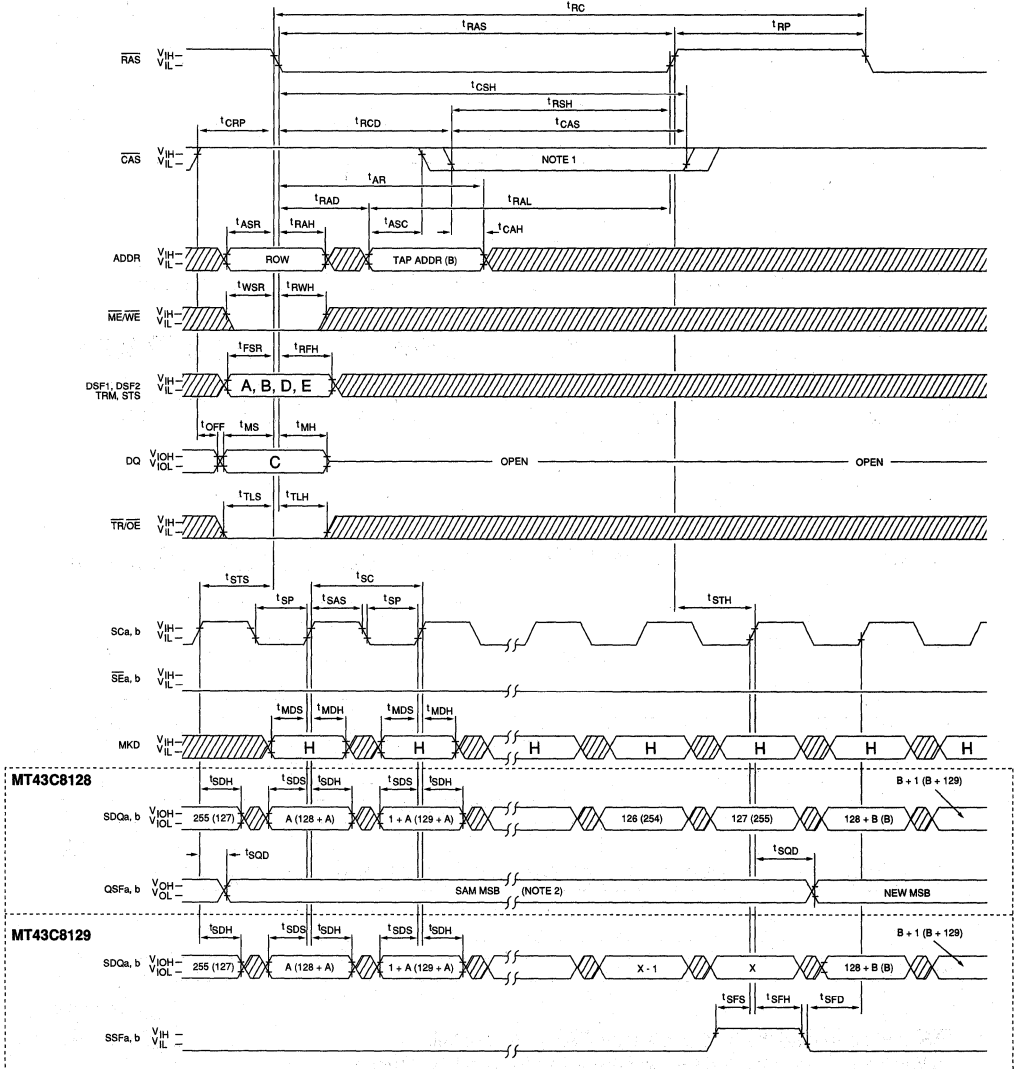 tRC
tRAS tRP
RAS VIH VIL
tCSH
tRSH
tCRP tRCD tCAS
CAS VIH VIL NOTE 1
tAR
tRAD tRAL
tASR tRAH tASC tCAH
ADDR VIH VIL ROW TAP ADDR (B)
tWSR tRWH
ME/WE VIH VIL
tFSR tRFH
DSF1, DSF2 TRM, STS VIH VIL A, B, D, E
tOFF tMS tMH
DQ VIOH VIOL C OPEN OPEN
tTLS tTLH
TR/OE VIH VIL
tSTS tSC
tSP tSAS tSP tSTH
SCa, b VIH VIL
SEa, b VIH VIL
tMDS tMDH tMDS tMDH
MKD VIH VIL H H H H H H H
MT43C8128
tSDH tSDS tSDH tSDS tSDH B + 1 (B + 129)
SDQa, b VIOH VIOL 255 (127) A (128 + A) 1 + A (129 + A) 126 (254) 127 (255) 128 + B (B)
tSQD tSQD
QSFa, b VOH VOL SAM MSB (NOTE 2) NEW MSB
MT43C8129
tSDH tSDS tSDH tSDS tSDH B + 1 (B + 129)
SDQa, b VIOH VIOL 255 (127) A (128 + A) 1 + A (129 + A) X - 1 X 128 + B (B)
tSFS tSFH tSFD
SSFa, b VIH VIL